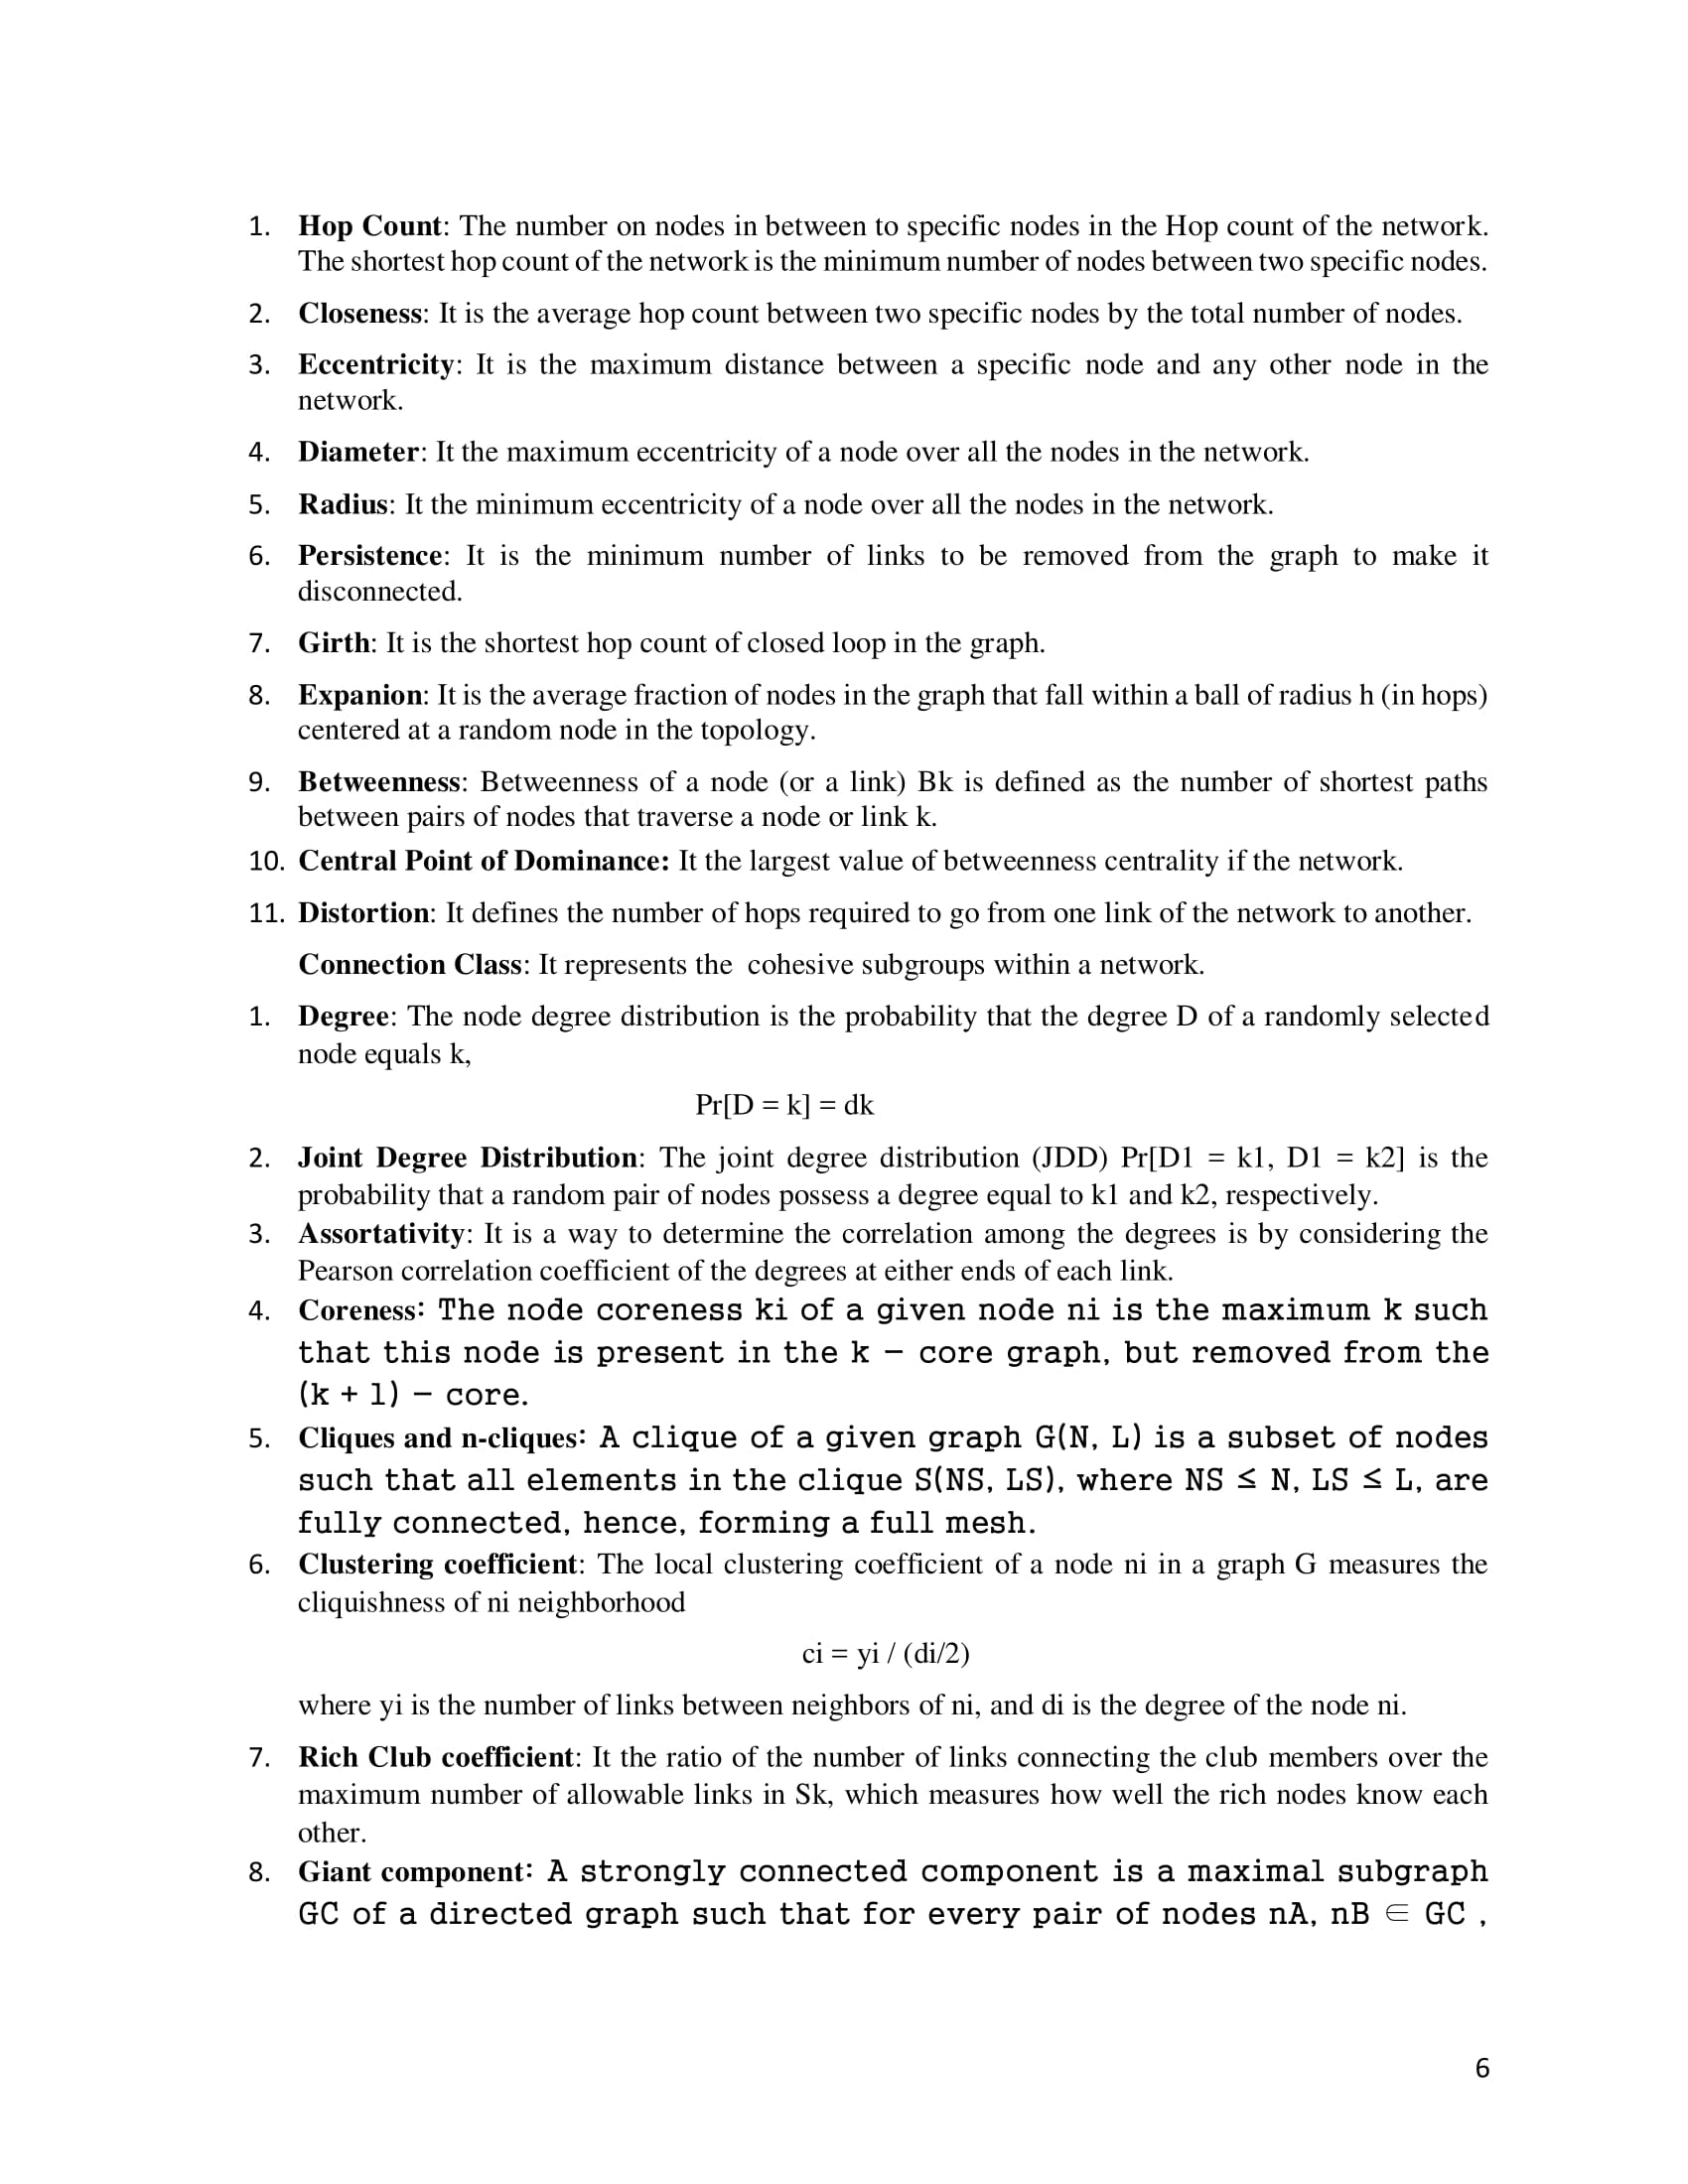 1. Hop Count: The number on nodes in between to specific nodes in the Hop count of the network.
The shortest hop count of the network is the minimum number of nodes between two specific nodes.
2. Closeness: It is the average hop count between two specific nodes by the total number of nodes.
3. Eccentricity: It is the maximum distance between a specific node and any other node in the
network.
4. Diameter: It the maximum eccentricity of a node over all the nodes in the network.
5. Radius: It the minimum eccentricity of a node over all the nodes in the network.
6. Persistence: It is the minimum number of links to be removed from the graph to make it
disconnected.
7. Girth: It is the shortest hop count of closed loop in the graph.
8. Expanion: It is the average fraction of nodes in the graph that fall within a ball of radius h (in hops)
centered at a random node in the topology.
9. Betweenness: Betweenness of a node (or a link) Bk is defined as the number of shortest paths
between pairs of nodes that traverse a node or link k.
10. Central Point of Dominance: It the largest value of betweenness centrality if the network.
11. Distortion: It defines the number of hops required to go from one link of the network to another.
Connection Class: It represents the cohesive subgroups within a network.
1. Degree: The node degree distribution is the probability that the degree D of a randomly selected
node equals k,
Pr[D = k] = dk
2. Joint Degree Distribution: The joint degree distribution (JDD) Pr[D1 = k1, D1 = k2] is the
probability that a random pair of nodes possess a degree equal to k1 and k2, respectively.
3. Assortativity: It is a way to determine the correlation among the degrees is by considering the
Pearson correlation coefficient of the degrees at either ends of each link.
4. Coreness: The node coreness ki of a given node ni is the maximum k such
that this node is present in the k − core graph, but removed from the
(k + 1) − core.
5. Cliques and n-cliques: A clique of a given graph G(N, L) is a subset of nodes
such that all elements in the clique S(NS, LS), where NS ≤ N, LS ≤ L, are
fully connected, hence, forming a full mesh.
6. Clustering coefficient: The local clustering coefficient of a node ni in a graph G measures the
cliquishness of ni neighborhood
ci = yi / (di/2)
where yi is the number of links between neighbors of ni, and di is the degree of the node ni.
7. Rich Club coefficient: It the ratio of the number of links connecting the club members over the
maximum number of allowable links in Sk, which measures how well the rich nodes know each
other.
8. Giant component: A strongly connected component is a maximal subgraph
GC of a directed graph such that for every pair of nodes nA, nB ∈ GC ,
6